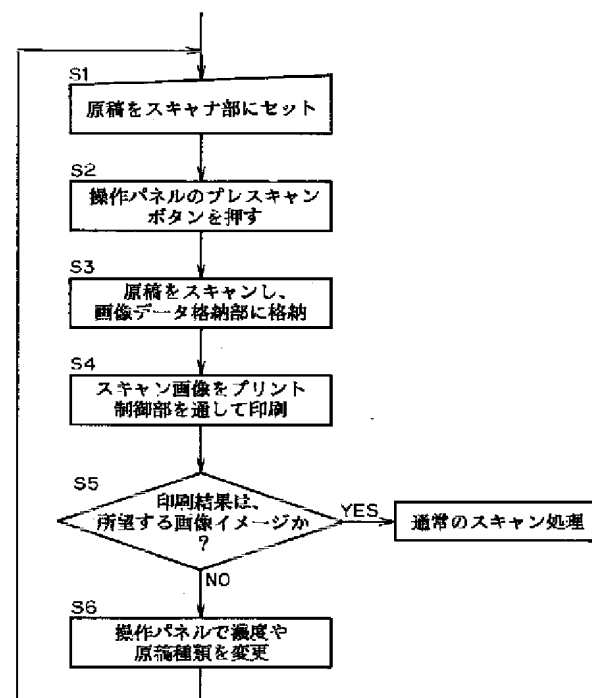 S1
原稿をスキャナ部にセット
S2
操作パネルのプレスキャン
ボタンを押す
S3
原稿をスキャンし、
画像データ格納部に格納
S4
スキャン画像をプリント
制御部を通して印刷
S5
印刷結果は、
所望する画像イメージか
?
YES
通常のスキャン処理
NO
S6
操作パネルで濃度や
原稿種類を変更